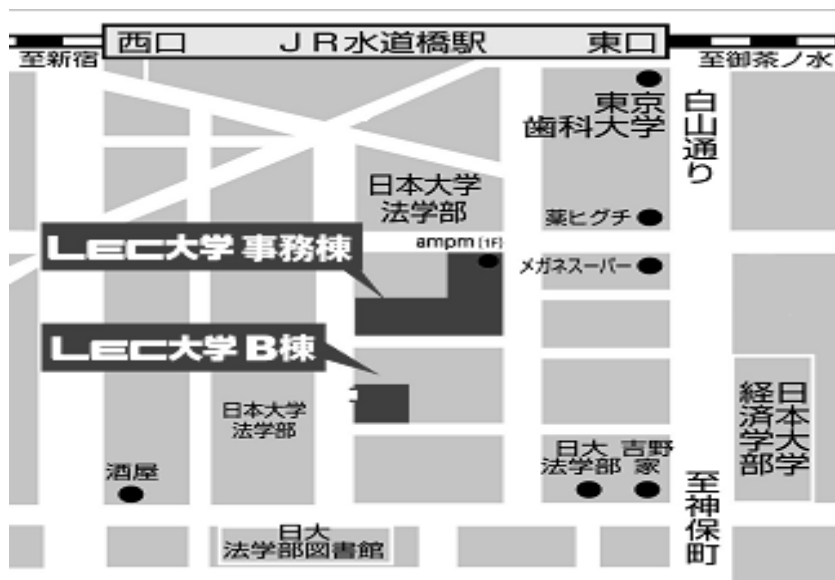 西口 JR水道橋駅 東口
至新宿
至御茶ノ水
東京
歯科大学
白山通り
日本大学
法学部
薬ヒグチ
ampm (1F)
LEC大学 事務棟
メガネスーパー
LEC大学 B棟
日本大学
経済学部
日本大学
法学部
日大
法学部
吉野
家
酒屋
至神保町
日大
法学部図書館